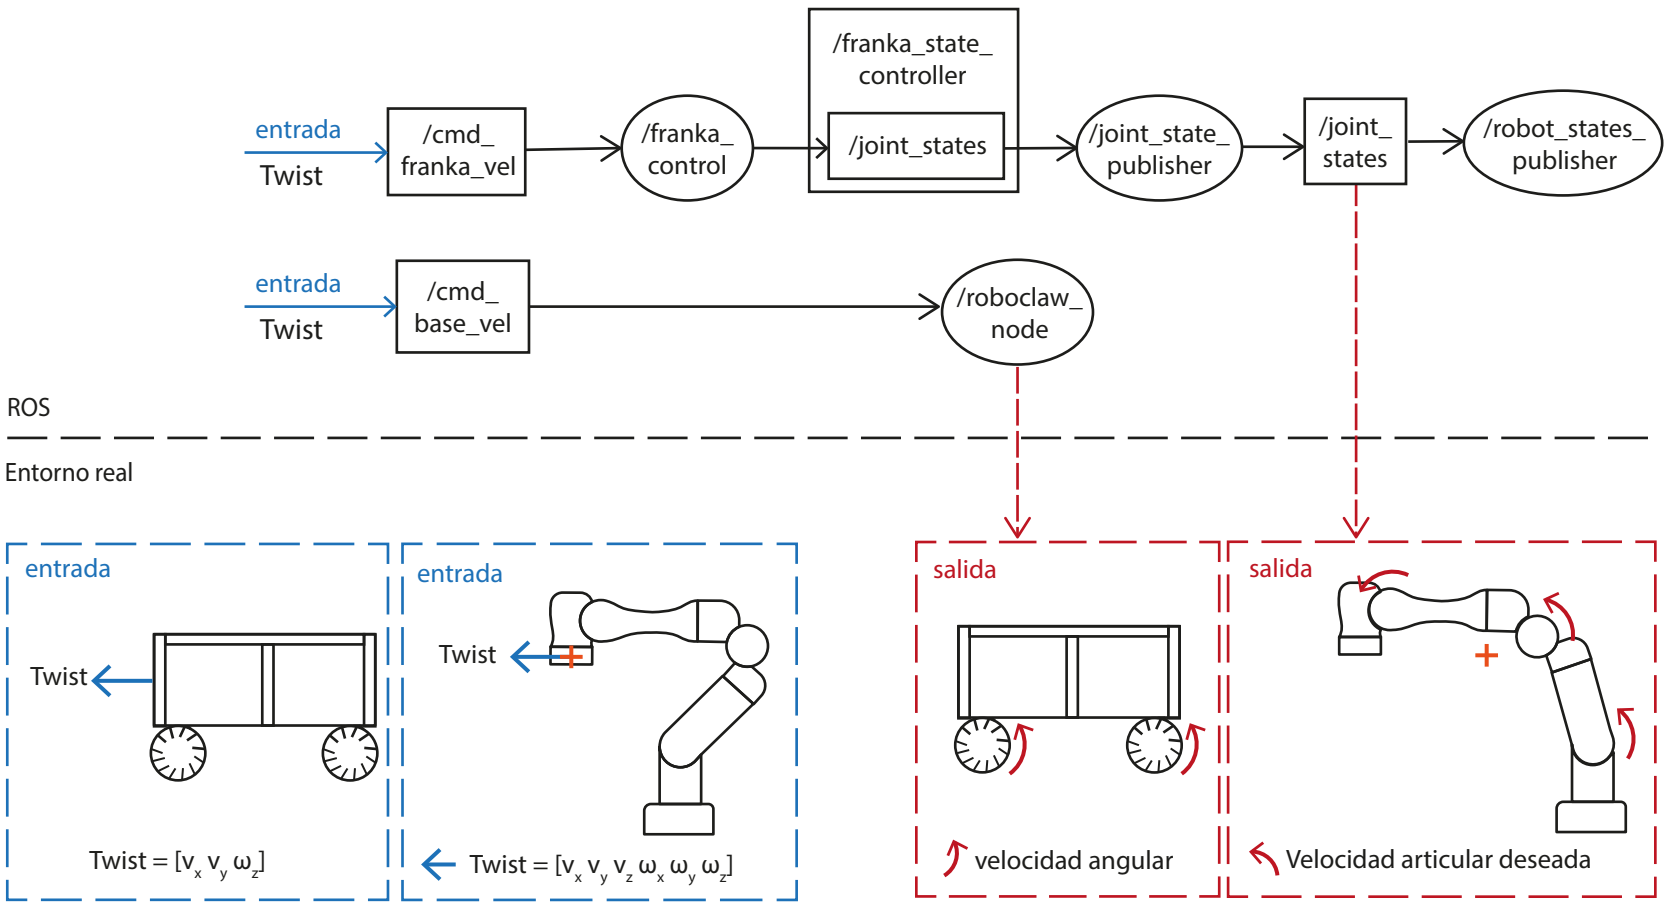 entrada
Twist
/cmd_
franka_vel
/franka_
control
/franka_state_
controller
/joint_states
/joint_state_
publisher
/joint_
states
/robot_states_
publisher
entrada
Twist
/cmd_
base_vel
/roboclaw_
node
ROS
Entorno real
entrada
Twist
Twist = [vx vy ωz]
entrada
Twist
Twist = [vx vy vz ωx ωy ωz]
salida
velocidad angular
salida
Velocidad articular deseada